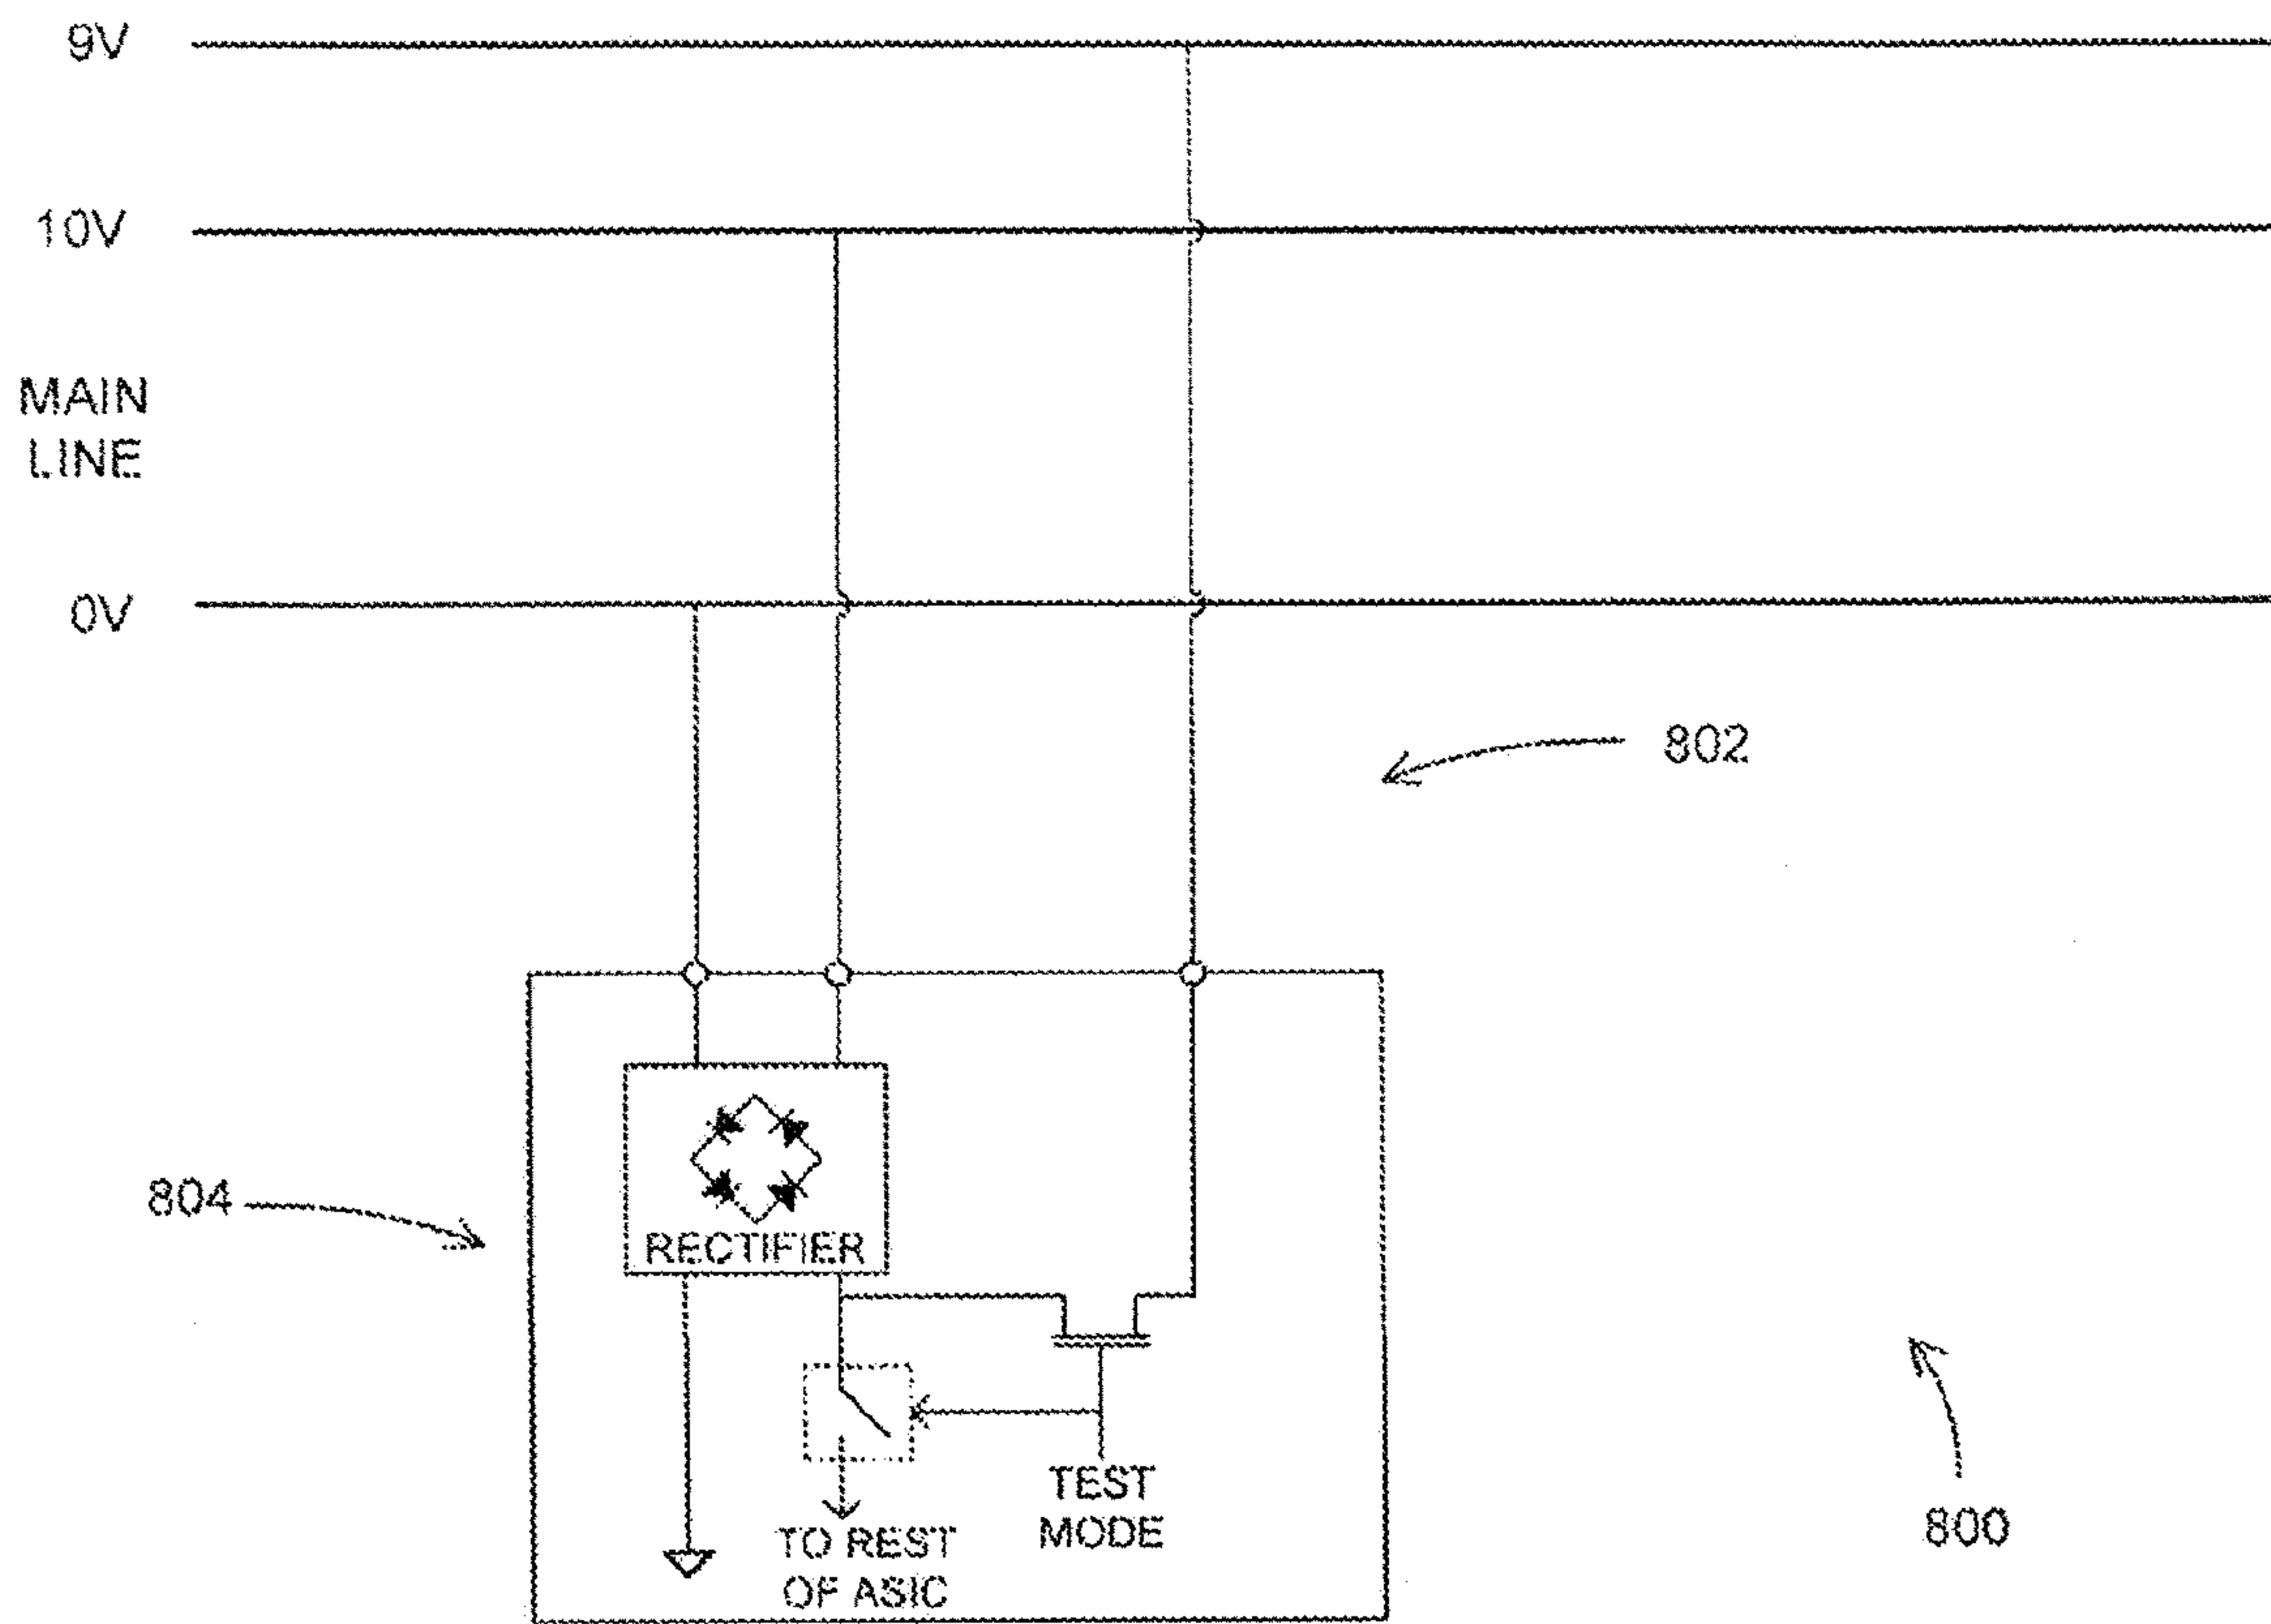 9V
10V
MAIN
LINE
0V
802
804
RECTIFIER
TEST
MODE
TO REST
OF ASIC
800